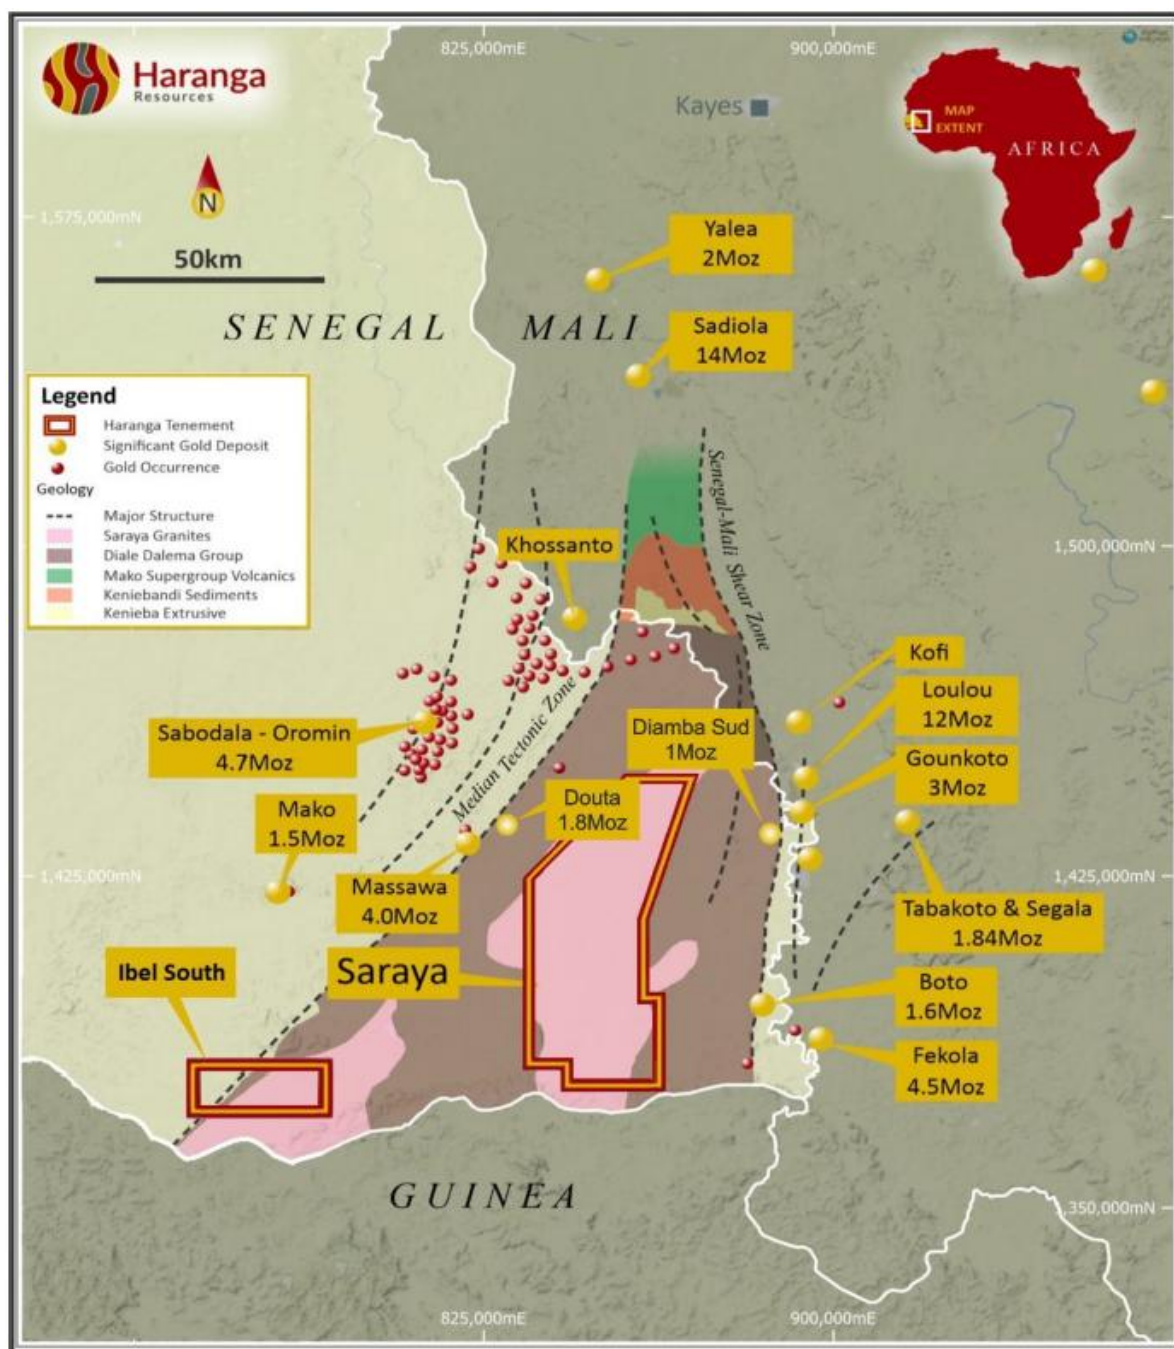 Haranga
Resources
825,000mE
900,000mE
Kayes
MAP
EXTENT
AFRICA
N
1,575,000mN
50km
Yalea
2Moz
SENEGAL
MALI
Sadiola
14Moz
Legend
Haranga Tenement
Significant Gold Deposit
Gold Occurrence
Geology
Major Structure
Saraya Granites
Diale Dalema Group
Mako Supergroup Volcanics
Keniebandi Sediments
Kenieba Extrusive
Senegal-Mali Shear Zone
Khossanto
1,500,000mN
Kofi
Loulou
12Moz
Sabodala - Oromin
4.7Moz
Median Tectonic Zone
Diamba Sud
1Moz
Gounkoto
3Moz
Mako
1.5Moz
Douta
1.8Moz
1,425,000mN
1,425,000mN
Massawa
4.0Moz
Tabakoto & Segala
1.84Moz
Ibel South
Saraya
Boto
1.6Moz
Fekola
4.5Moz
GUINEA
1,350,000mN
825,000mE
900,000mE